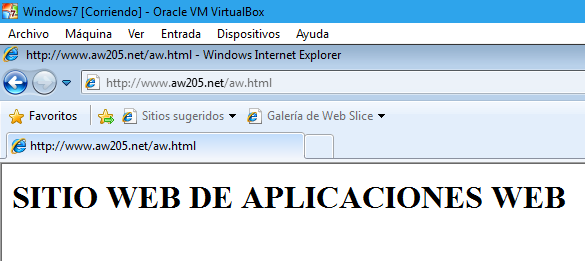 Windows7 [Corriendo] - Oracle VM VirtualBox
Archivo Máquina Ver Entrada Dispositivos Ayuda
http://www.aw205.net/aw.html - Windows Internet Explorer
http://www.aw205.net/aw.html
Favoritos Sitios sugeridos Galería de Web Slice
http://www.aw205.net/aw.html
SITIO WEB DE APLICACIONES WEB